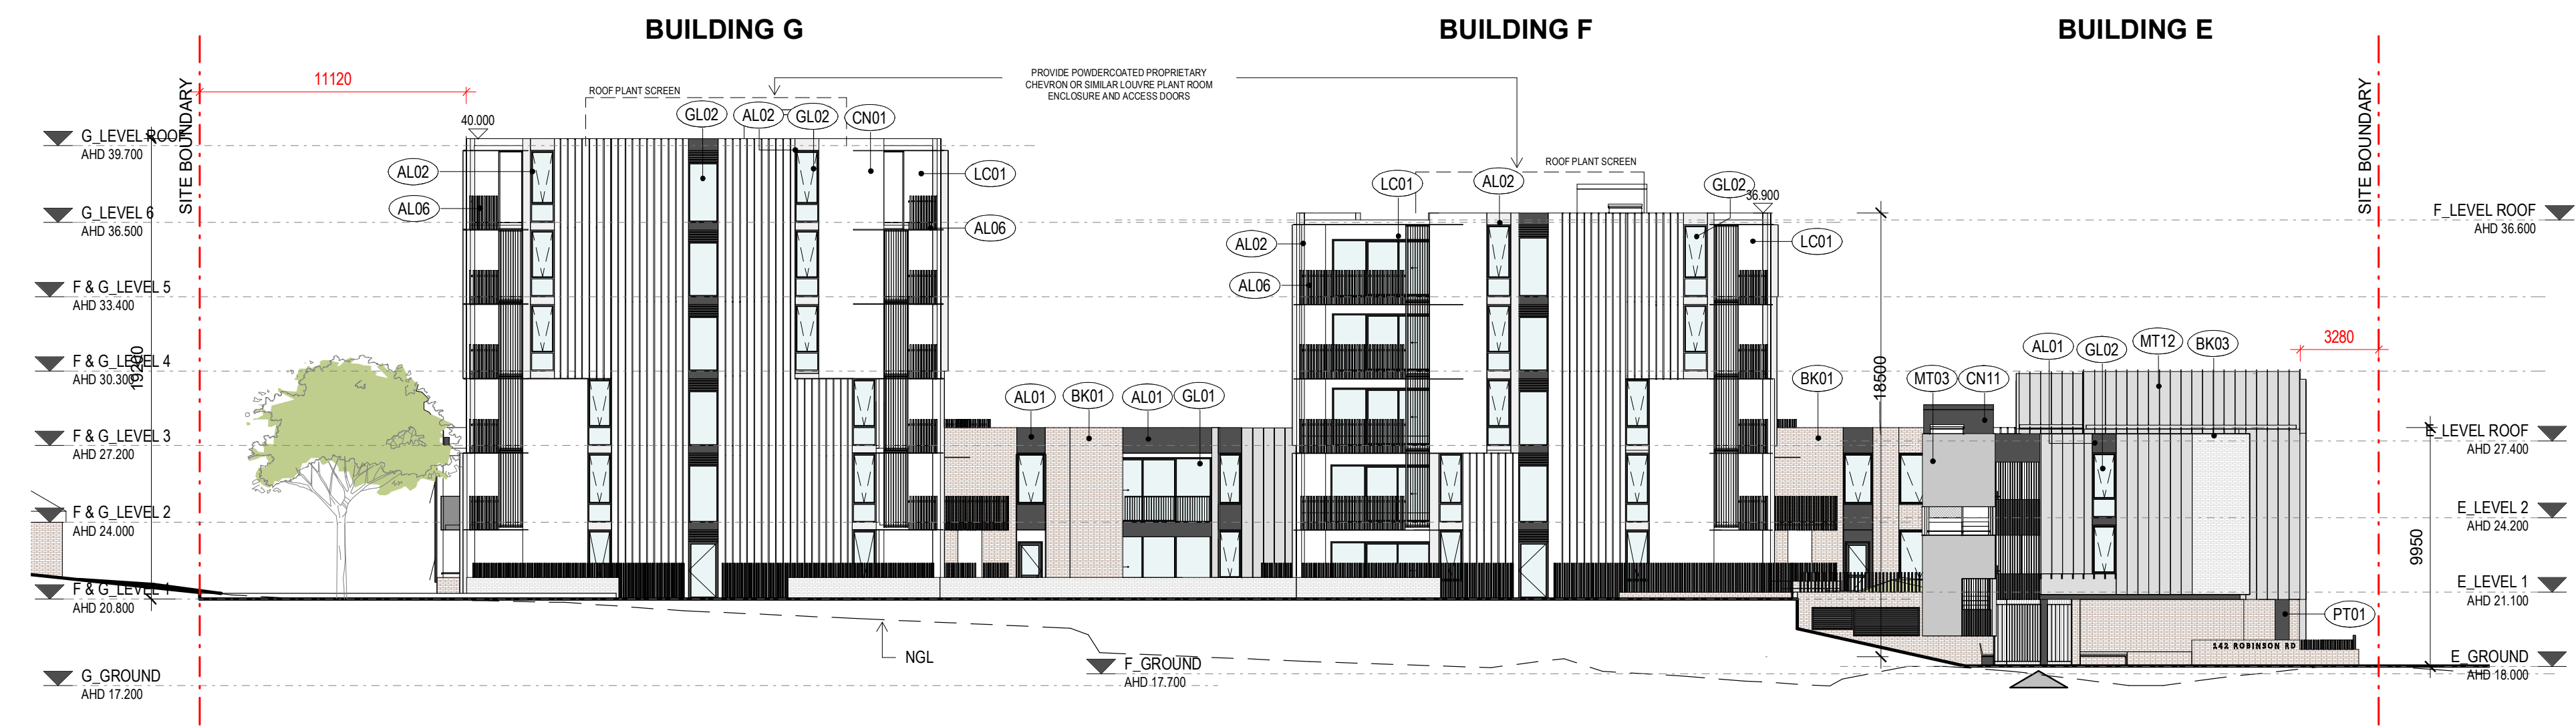 BUILDING G
BUILDING F
BUILDING E
SITE BOUNDARY
11120
ROOF PLANT SCREEN
PROVIDE POWDERCOATED PROPRIETARY
CHEVRON OR SIMILAR LOUVRE PLANT ROOM
ENCLOSURE AND ACCESS DOORS
SITE BOUNDARY
40.000
GL02
AL02
GL02
CN01
G_LEVEL ROOF
AHD 39.700
AL02
LC01
AL06
AL06
ROOF PLANT SCREEN
LC01
AL02
GL02
36.900
G_LEVEL 6
AHD 36.500
F_LEVEL ROOF
AHD 36.600
AL02
LC01
AL06
F & G_LEVEL 5
AHD 33.400
19200
F & G_LEVEL 4
AHD 30.300
18500
AL01
GL02
MT12
BK03
3280
AL01
BK01
AL01
GL01
BK01
MT03
CN11
F & G_LEVEL 3
AHD 27.200
E_LEVEL ROOF
AHD 27.400
F & G_LEVEL 2
AHD 24.000
E_LEVEL 2
AHD 24.200
9950
F & G_LEVEL 1
AHD 20.800
E_LEVEL 1
AHD 21.100
PT01
142 ROBINSON RD
NGL
F_GROUND
AHD 17.700
G_GROUND
AHD 17.200
E_GROUND
AHD 18.000